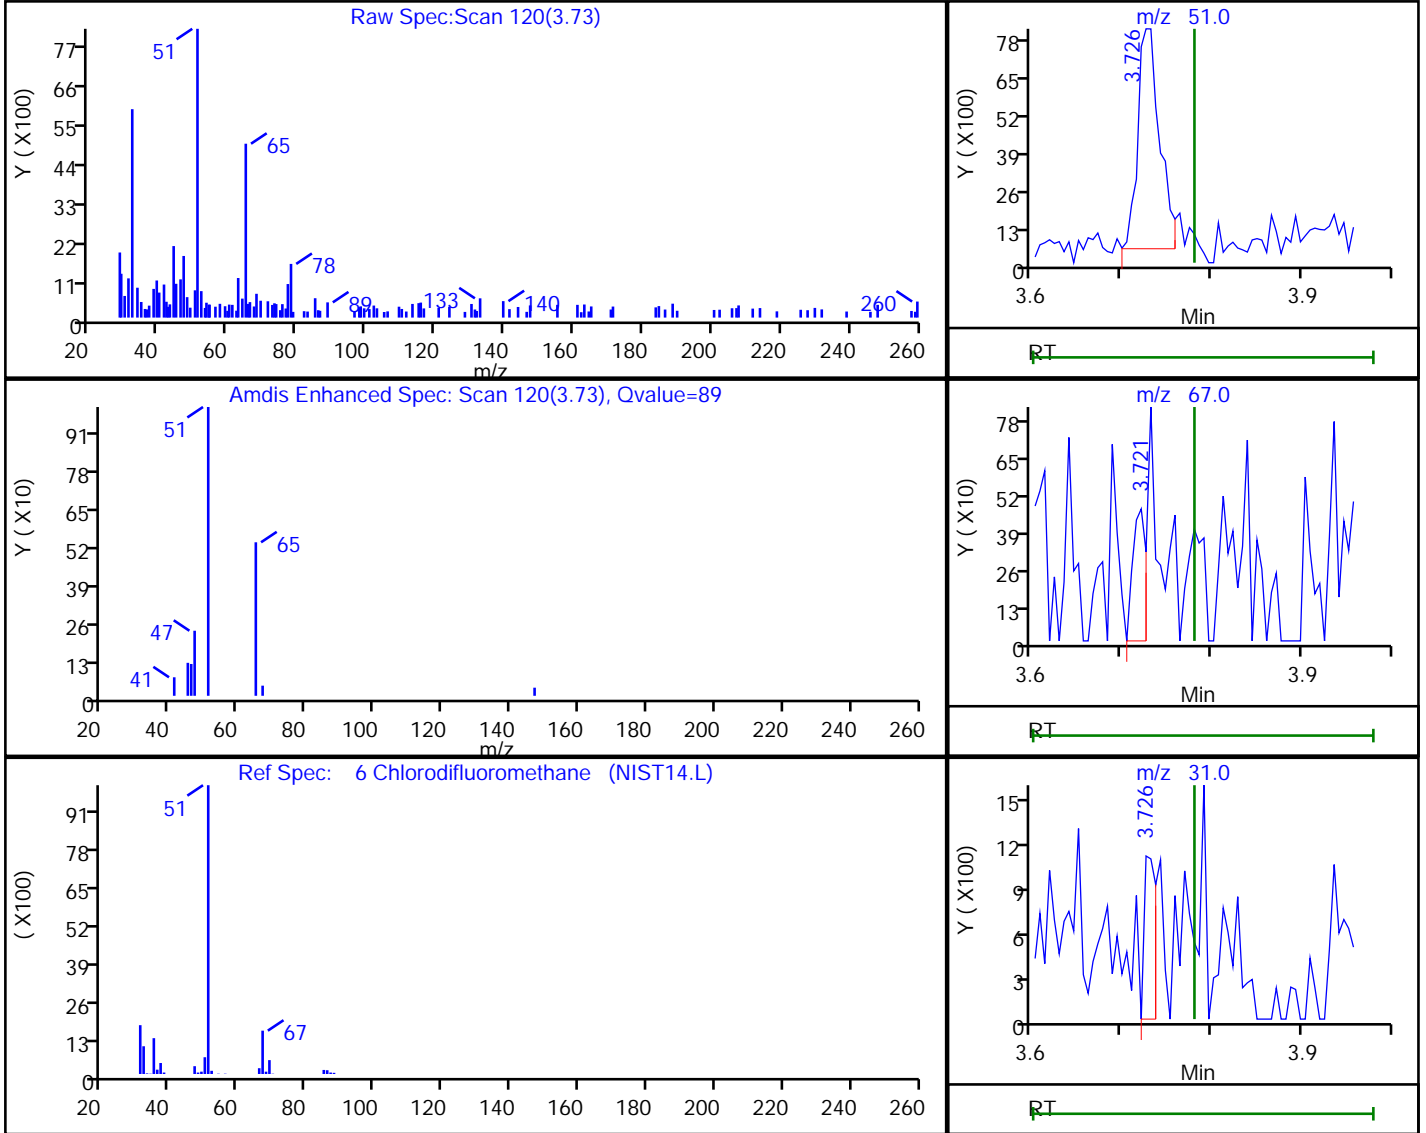 Raw Spec:Scan 120(3.73)
Y ( X100)
77
66
55
44
33
22
11
0
51
65
78
89
133
140
260
20 40 60 80 100 120 140 160 180 200 220 240 260
m/z
m/z 51.0
Y ( X100)
78
65
52
39
26
13
0
3.726
3.6 3.9
Min
RT
Amdis Enhanced Spec: Scan 120(3.73), Qvalue=89
Y ( X10)
91
78
65
52
39
26
13
0
51
65
47
41
20 40 60 80 100 120 140 160 180 200 220 240 260
m/z
m/z 67.0
Y ( X10)
78
65
52
39
26
13
0
3.721
3.6 3.9
Min
RT
Ref Spec: 6 Chlorodifluoromethane (NIST14.L)
( X100)
91
78
65
52
39
26
13
0
51
67
20 40 60 80 100 120 140 160 180 200 220 240 260
m/z 31.0
Y ( X100)
15
12
9
6
3
0
3.726
3.6 3.9
Min
RT